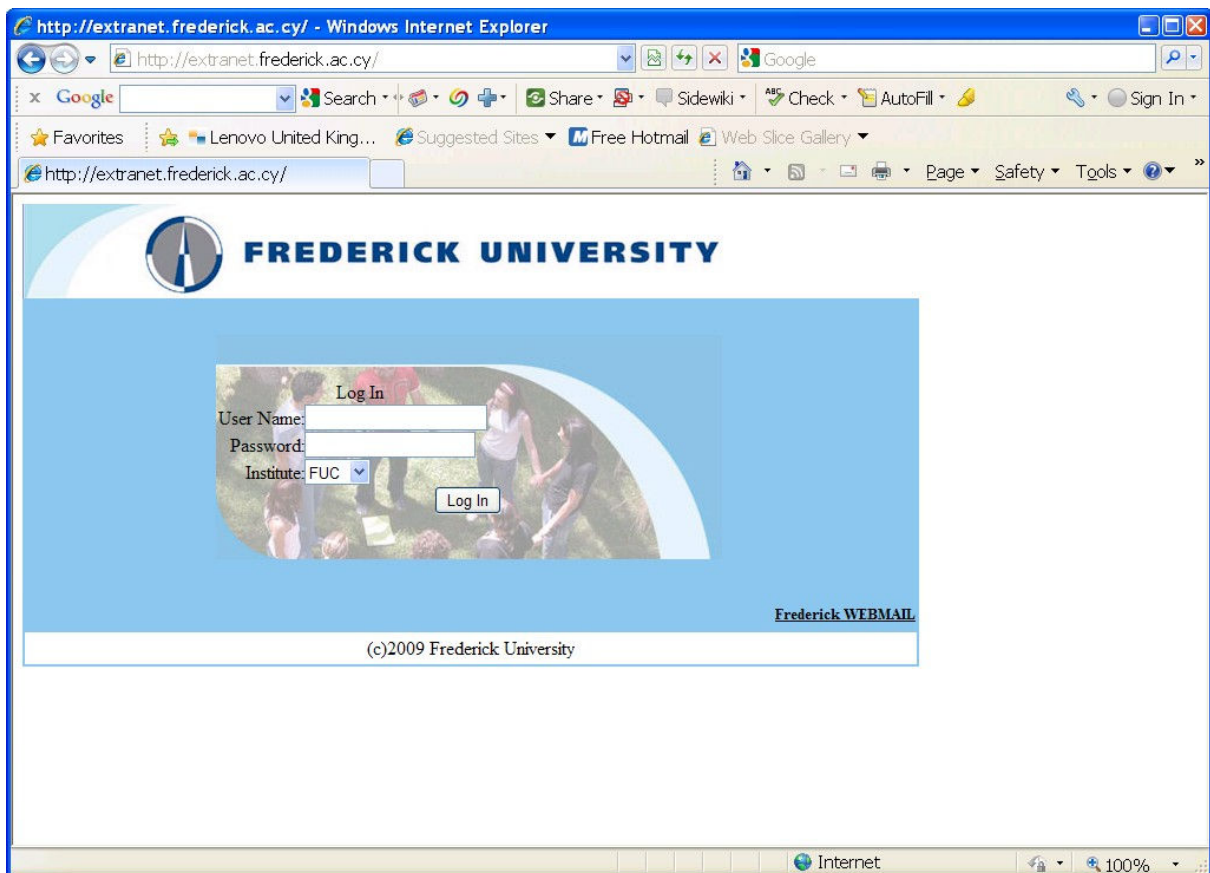 http://extranet.frederick.ac.cy/ - Windows Internet Explorer
http://extranet.frederick.ac.cy/
Google
x Google Search Share Sidewiki Check AutoFill Sign In
Favorites Lenovo United King... Suggested Sites Free Hotmail Web Slice Gallery
http://extranet.frederick.ac.cy/ Page Safety Tools »
FREDERICK UNIVERSITY
Log In
User Name:
Password:
Institute: FUC
Log In
Frederick WEBMAIL
(c)2009 Frederick University
Internet 100%